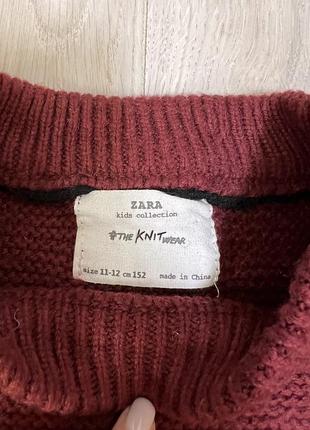 ZARA
kids collection
#THE KNIT WEAR
size 11-12 cm 152 made in China